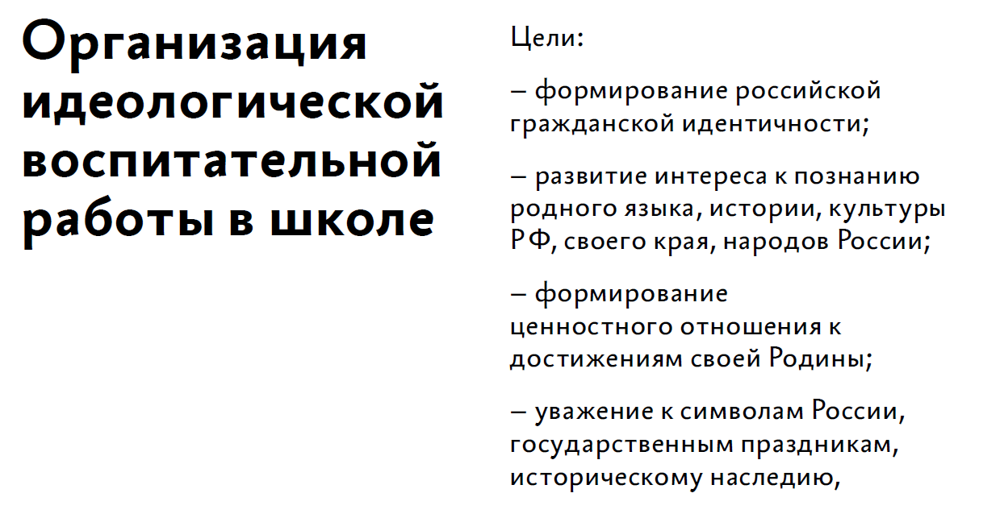 Организация
идеологической
воспитательной
работы в школе
Цели:
– формирование российской
гражданской идентичности;
– развитие интереса к познанию
родного языка, истории, культуры
РФ, своего края, народов России;
– формирование
ценностного отношения к
достижениям своей Родины;
– уважение к символам России,
государственным праздникам,
историческому наследию,